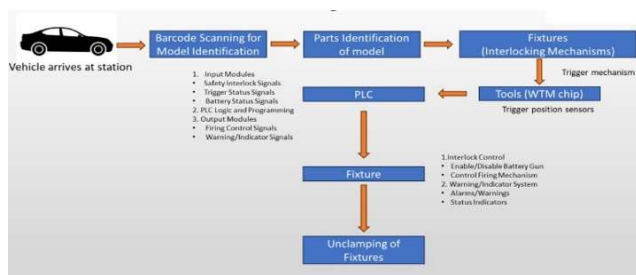 Vehicle arrives at station
Barcode Scanning for
Model Identification
Parts Identification
of model
Fixtures
(Interlocking Mechanisms)
Trigger mechanism
Tools (WTM chip)
Trigger position sensors
PLC
1. Input Modules
• Safety Interlock Signals
• Trigger Status Signals
• Battery Status Signals
2. PLC Logic and Programming
3. Output Modules
• Firing Control Signals
• Warning/Indicator Signals
Fixture
1.Interlock Control
• Enable/Disable Battery Gun
• Control Firing Mechanism
2. Warning/Indicator System
• Alarms/Warnings
• Status Indicators
Unclamping of
Fixtures